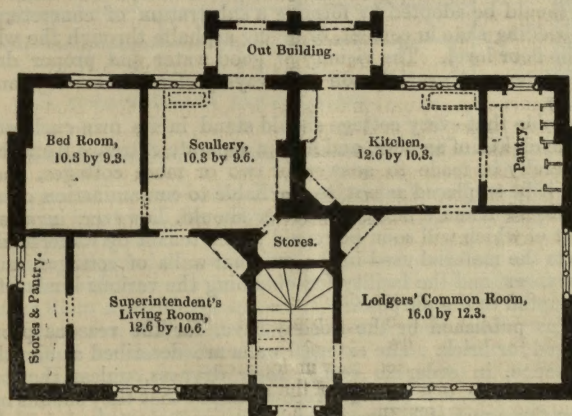 Out Building.
Bed Room,
10.3 by 9.3.
Scullery,
10.3 by 9.6.
Kitchen,
12.6 by 10.3.
Pantry.
Stores.
Stores & Pantry.
Superintendent's
Living Room,
12.6 by 10.6.
Lodgers' Common Room,
16.0 by 12.3.